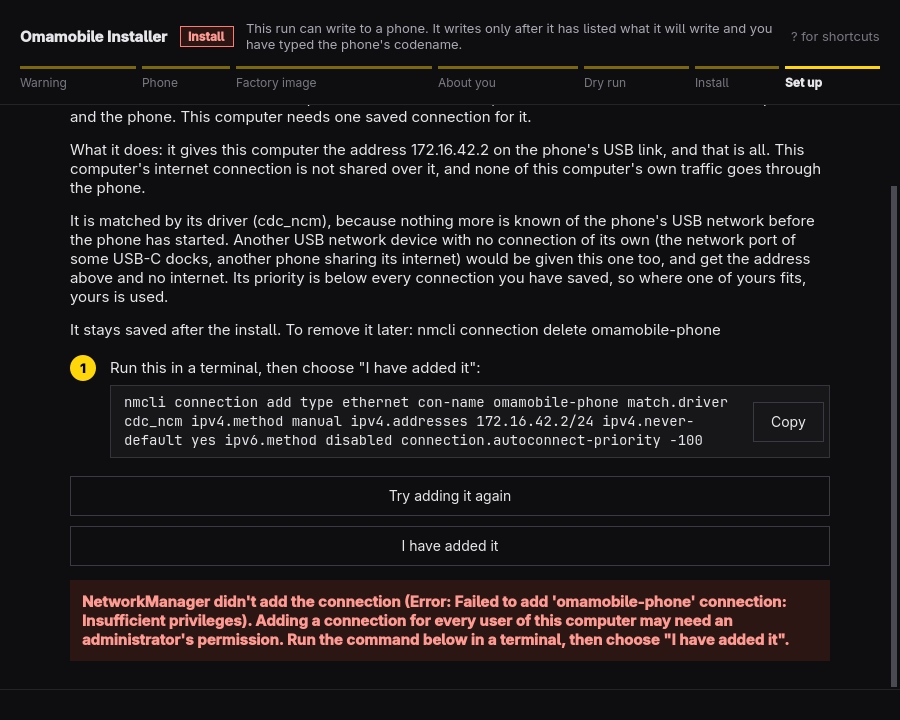 Omamobile Installer
Install
This run can write to a phone. It writes only after it has listed what it will write and you
have typed the phone's codename.
? for shortcuts
Warning
Phone
Factory image
About you
Dry run
Install
Set up
and the phone. This computer needs one saved connection for it.
What it does: it gives this computer the address 172.16.42.2 on the phone's USB link, and that is all. This
computer's internet connection is not shared over it, and none of this computer's own traffic goes through
the phone.
It is matched by its driver (cdc_ncm), because nothing more is known of the phone's USB network before
the phone has started. Another USB network device with no connection of its own (the network port of
some USB-C docks, another phone sharing its internet) would be given this one too, and get the address
above and no internet. Its priority is below every connection you have saved, so where one of yours fits,
yours is used.
It stays saved after the install. To remove it later: nmcli connection delete omamobile-phone
1
Run this in a terminal, then choose "I have added it":
nmcli connection add type ethernet con-name omamobile-phone match.driver
cdc_ncm ipv4.method manual ipv4.addresses 172.16.42.2/24 ipv4.never-
default yes ipv6.method disabled connection.autoconnect-priority -100
Copy
Try adding it again
I have added it
NetworkManager didn't add the connection (Error: Failed to add 'omamobile-phone' connection:
Insufficient privileges). Adding a connection for every user of this computer may need an
administrator's permission. Run the command below in a terminal, then choose "I have added it".